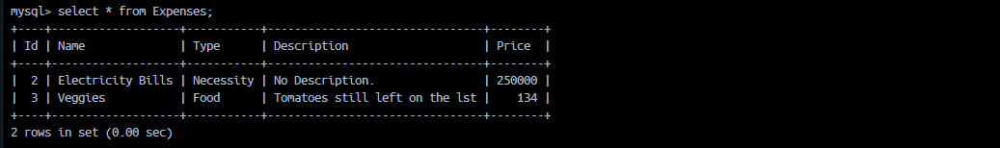 mysql> select * from Expenses;
+----+-------------------+-----------+-------------------------------+--------+
| Id | Name              | Type      | Description                   | Price  |
+----+-------------------+-----------+-------------------------------+--------+
|  2 | Electricity Bills | Necessity | No Description.               | 250000 |
|  3 | Veggies           | Food      | Tomatoes still left on the lst |    134 |
+----+-------------------+-----------+-------------------------------+--------+
2 rows in set (0.00 sec)